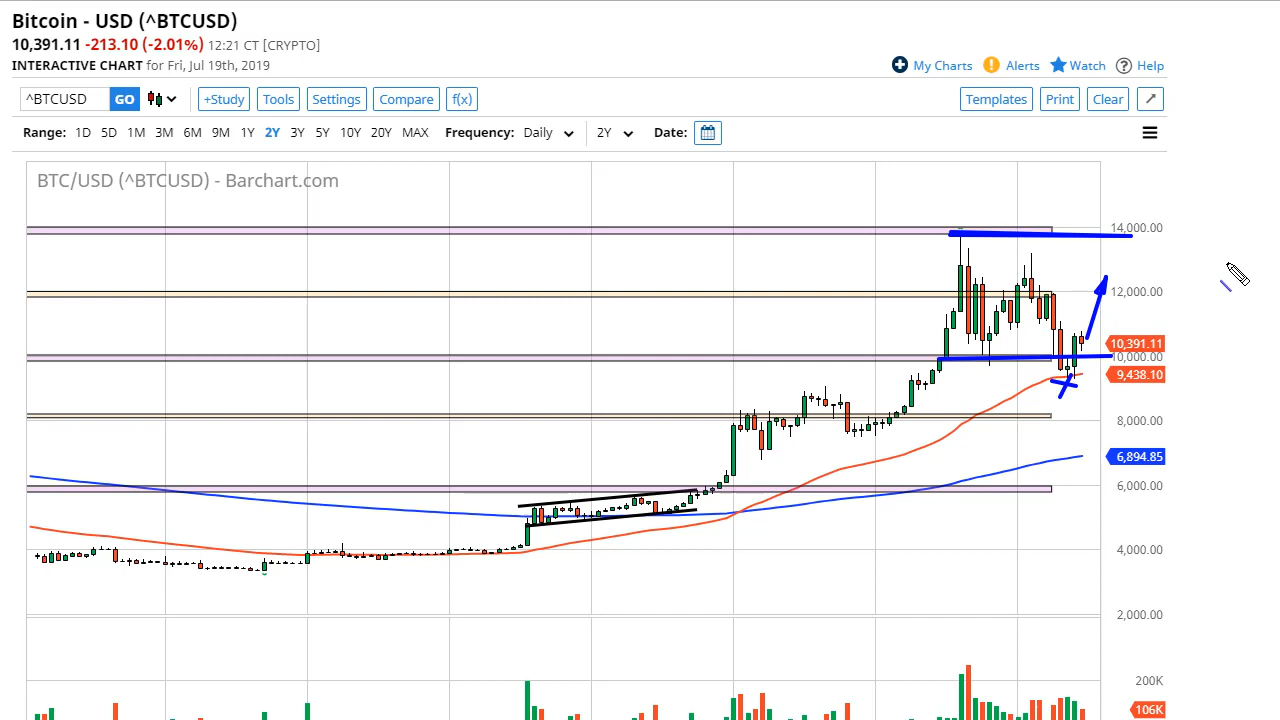 Bitcoin - USD (^BTCUSD)
10,391.11 -213.10 (-2.01%) 12:21 CT [CRYPTO]
INTERACTIVE CHART for Fri, Jul 19th, 2019
My Charts Alerts Watch Help
^BTCUSD GO +Study Tools Settings Compare f(x) Templates Print Clear
Range: 1D 5D 1M 3M 6M 9M 1Y 2Y 3Y 5Y 10Y 20Y MAX Frequency: Daily 2Y Date:
BTC/USD (^BTCUSD) - Barchart.com
14,000.00
12,000.00
10,391.11
10,000.00
9,438.10
8,000.00
6,894.85
6,000.00
4,000.00
2,000.00
200K
106K